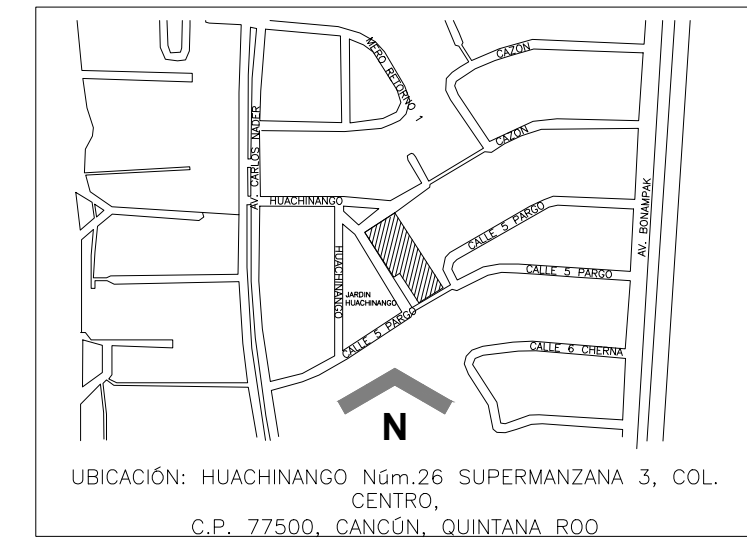 CAZON
MERO RETORNO 1
CAZON
AV. CARLOS NADER
HUACHINANGO
AV. BONAMPAK
CALLE 5 PARGO
HUACHINANGO
CALLE 5 PARGO
JARDIN
HUACHINANGO
CALLE 5 PARGO
CALLE 6 CHERNA
N
UBICACIÓN: HUACHINANGO Núm.26 SUPERMANZANA 3, COL.
CENTRO,
C.P. 77500, CANCÚN, QUINTANA ROO